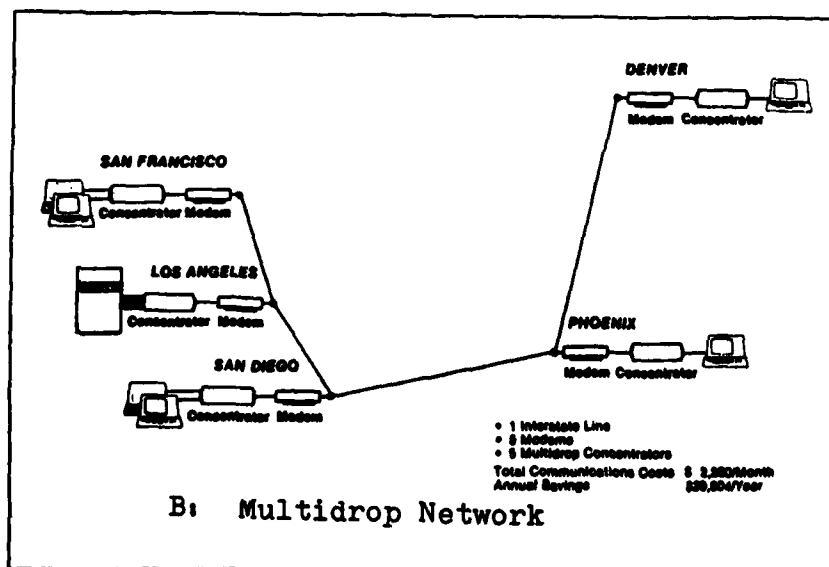 DENVER
Modem Concentrator
SAN FRANCISCO
Concentrator Modem
LOS ANGELES
Concentrator Modem
PHOENIX
Modem Concentrator
SAN DIEGO
Concentrator Modem
• 1 Interstate Line
• 5 Modems
• 5 Multidrop Concentrators
Total Communications Costs $
Annual Savings
B: Multidrop Network